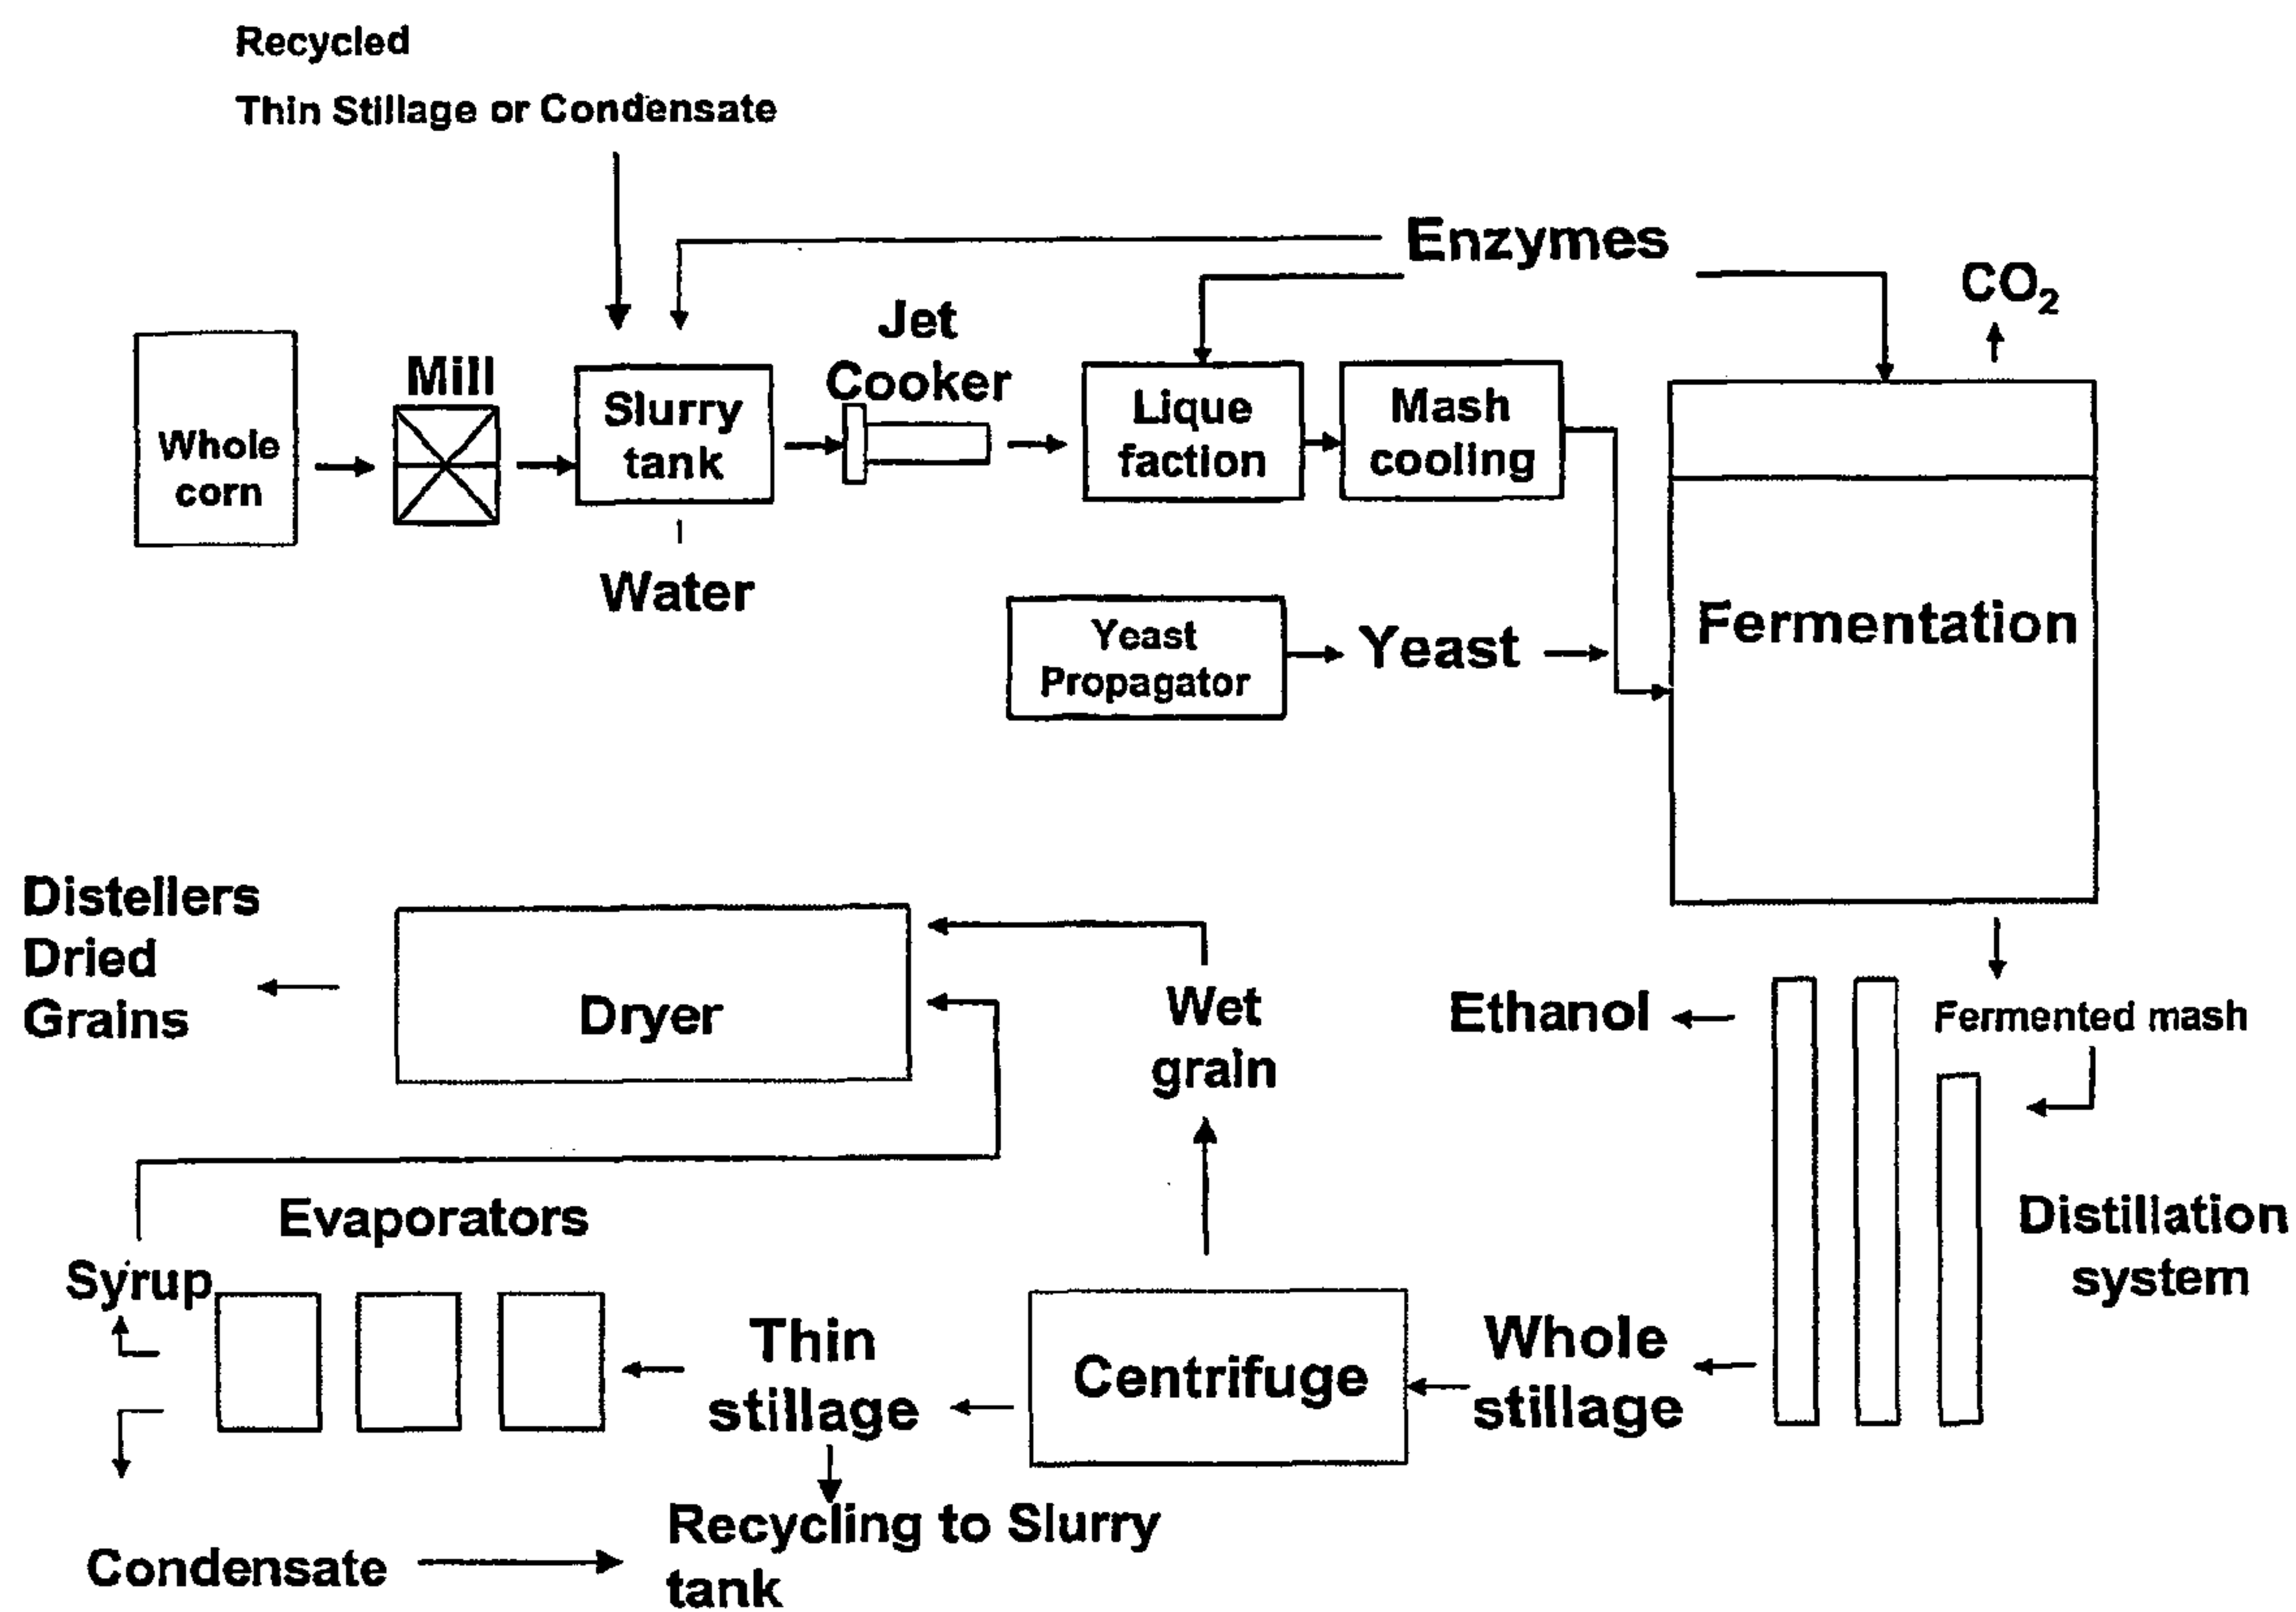 Recycled
Thin Stillage or Condensate
Enzymes
CO₂
Jet
Cooker
Mill
Whole
corn
Slurry
tank
Lique
faction
Mash
cooling
Water
Yeast
Propagator
Yeast
Fermentation
Distellers
Dried
Grains
Dryer
Wet
grain
Ethanol
Fermented mash
Distillation
system
Evaporators
Syrup
Thin
stillage
Centrifuge
Whole
stillage
Condensate
Recycling to Slurry
tank